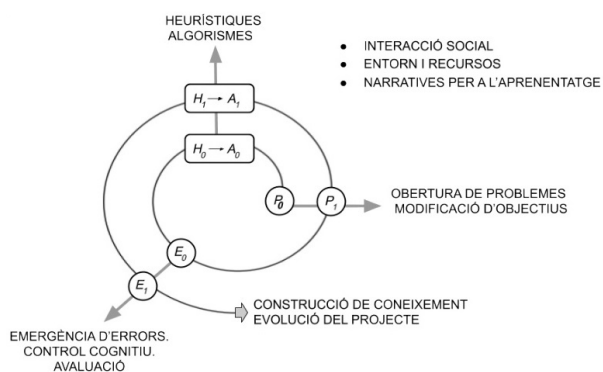 HEURÍSTIQUES
ALGORISMES
● INTERACCIÓ SOCIAL
● ENTORN I RECURSOS
● NARRATIVES PER A L'APRENENTATGE
H₁ → A₁
H₀ → A₀
P₀
P₁
OBERTURA DE PROBLEMES
MODIFICACIÓ D'OBJECTIUS
E₀
E₁
CONSTRUCCIÓ DE CONEIXEMENT
EVOLUCIÓ DEL PROJECTE
EMERGÈNCIA D'ERRORS.
CONTROL COGNITIU.
AVALUACIÓ